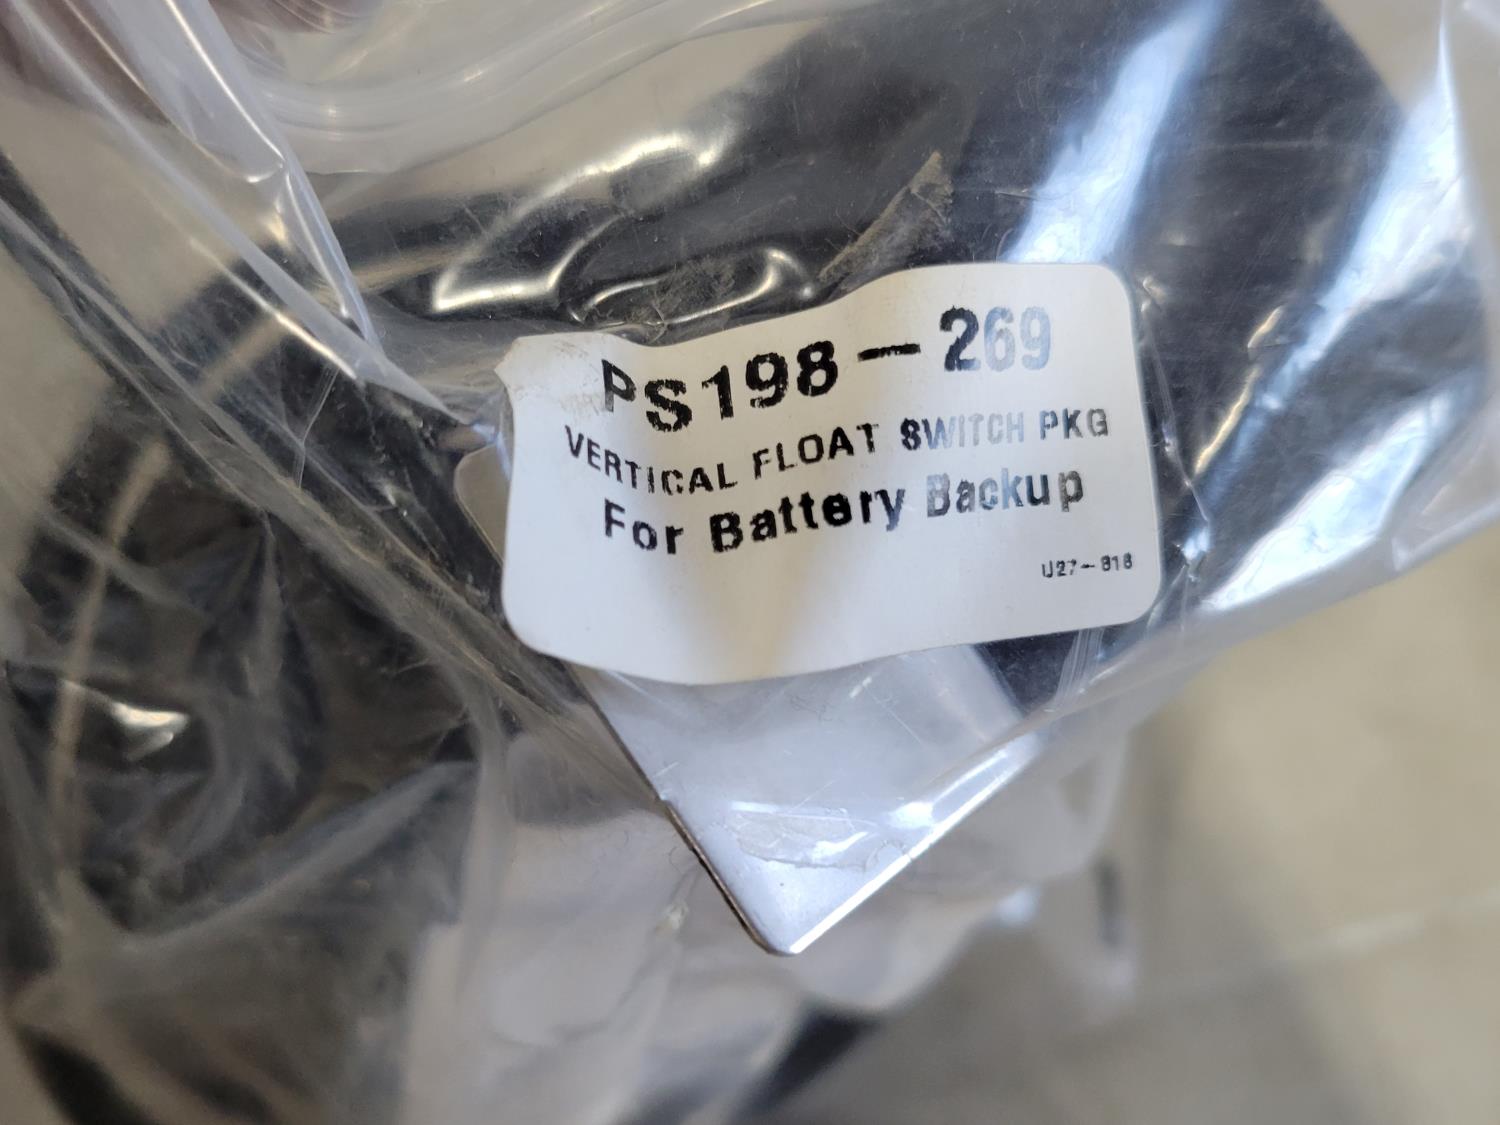 PS198-269
VERTICAL FLOAT SWITCH PKG
For Battery Backup
U27-818